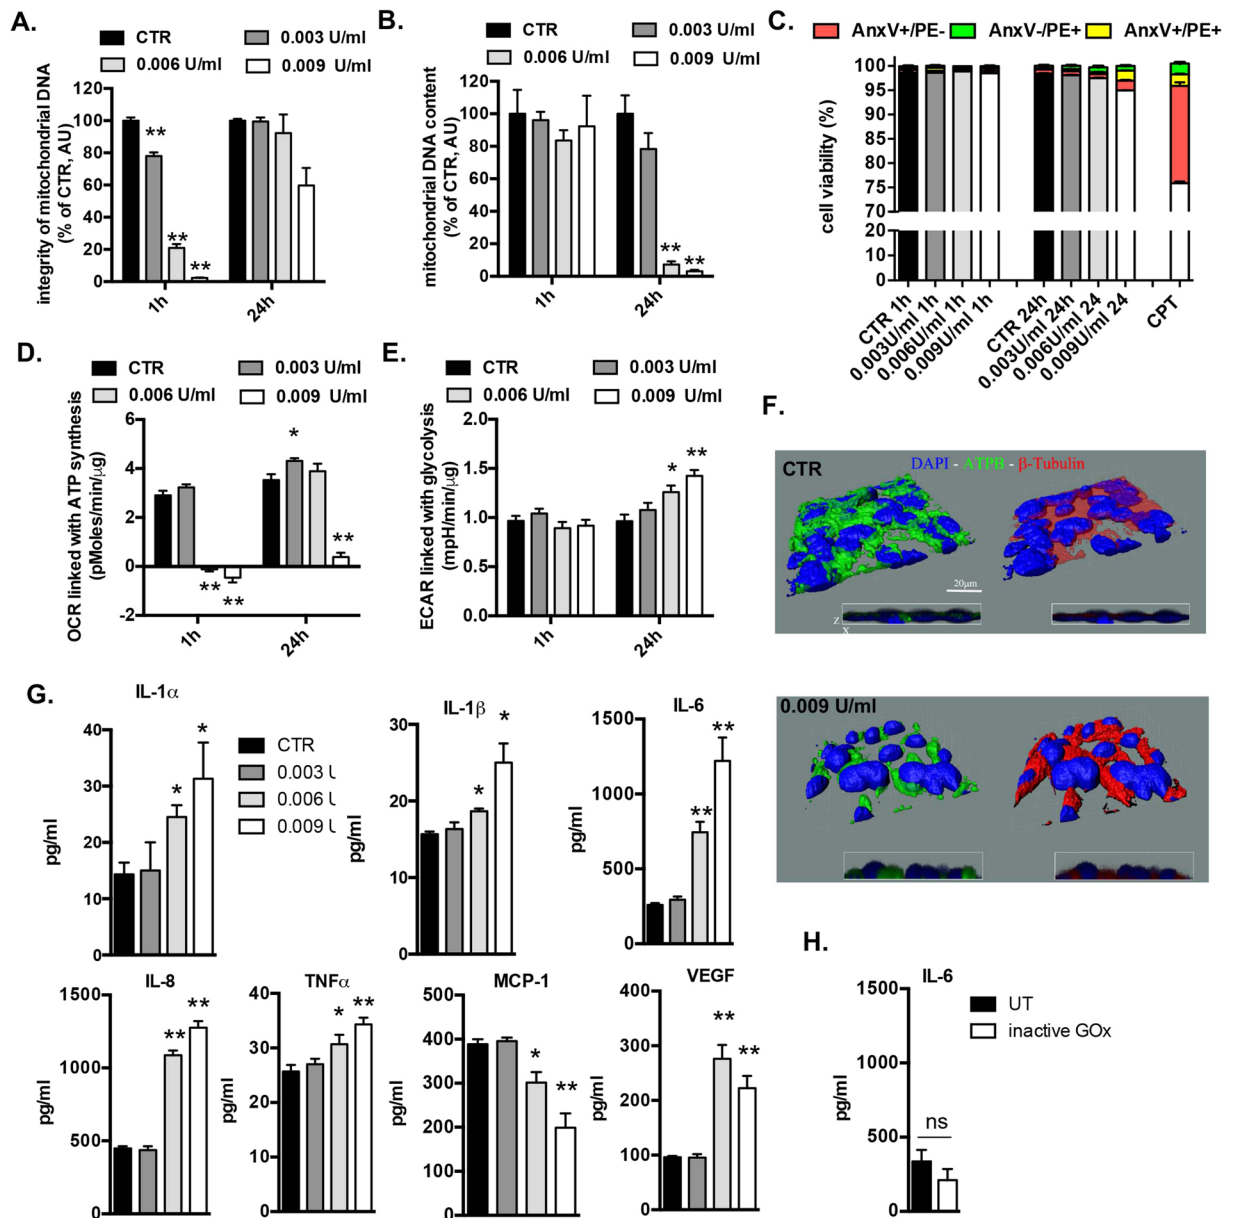 A.
CTR
0.003 U/ml
0.006 U/ml
0.009 U/ml
integrity of mitochondrial DNA
(% of CTR, AU)
120
100
80
60
40
20
0
**
**
**
1h
24h
B.
CTR
0.003 U/ml
0.006 U/ml
0.009 U/ml
mitochondrial DNA content
(% of CTR, AU)
120
100
80
60
40
20
0
**
**
1h
24h
C.
AnxV+/PE-
AnxV-/PE+
AnxV+/PE+
cell viability (%)
100
95
90
85
80
75
70
20
15
10
5
0
CTR 1h
0.003U/ml 1h
0.006U/ml 1h
0.009U/ml 1h
CTR 24h
0.003U/ml 24h
0.006U/ml 24
0.009U/ml 24
CPT
D.
CTR
0.003 U/ml
0.006 U/ml
0.009 U/ml
OCR linked with ATP synthesis
(pMoles/min/µg)
6
4
2
0
-2
**
**
*
**
1h
24h
E.
CTR
0.003 U/ml
0.006 U/ml
0.009 U/ml
ECAR linked with glycolysis
(mpH/min/µg)
2.0
1.5
1.0
0.5
0.0
*
**
1h
24h
F.
CTR
DAPI - ATPB - β-Tubulin
20µm
z
x
0.009 U/ml
G.
IL-1α
pg/ml
40
30
20
10
0
*
*
CTR
0.003 U
0.006 U
0.009 U
IL-1β
pg/ml
30
20
10
0
*
*
IL-6
pg/ml
1500
1000
500
0
**
**
IL-8
pg/ml
1500
1000
500
0
**
**
TNFα
pg/ml
40
30
20
10
0
*
**
MCP-1
pg/ml
500
400
300
200
100
0
*
**
VEGF
pg/ml
400
300
200
100
0
**
**
H.
IL-6
UT
inactive GOx
pg/ml
1500
1000
500
0
ns